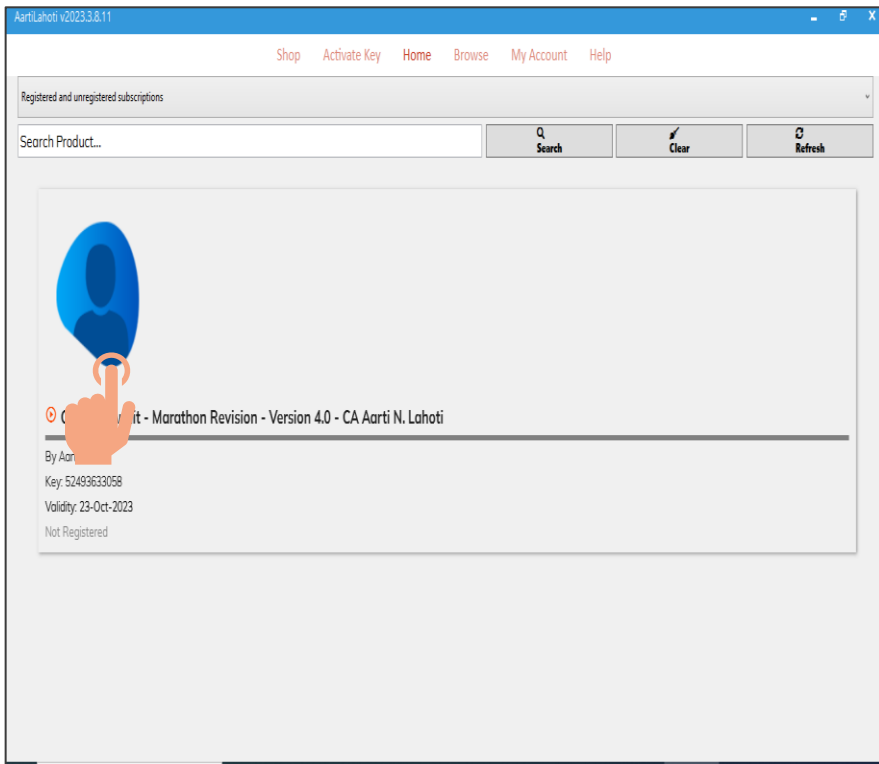 AartiLahoti v2023.3.8.11
Shop Activate Key Home Browse My Account Help
Registered and unregistered subscriptions
Search Product...
Search
Clear
Refresh
- Marathon Revision - Version 4.0 - CA Aarti N. Lahoti
By
Key: 52493633058
Validity: 23-Oct-2023
Not Registered